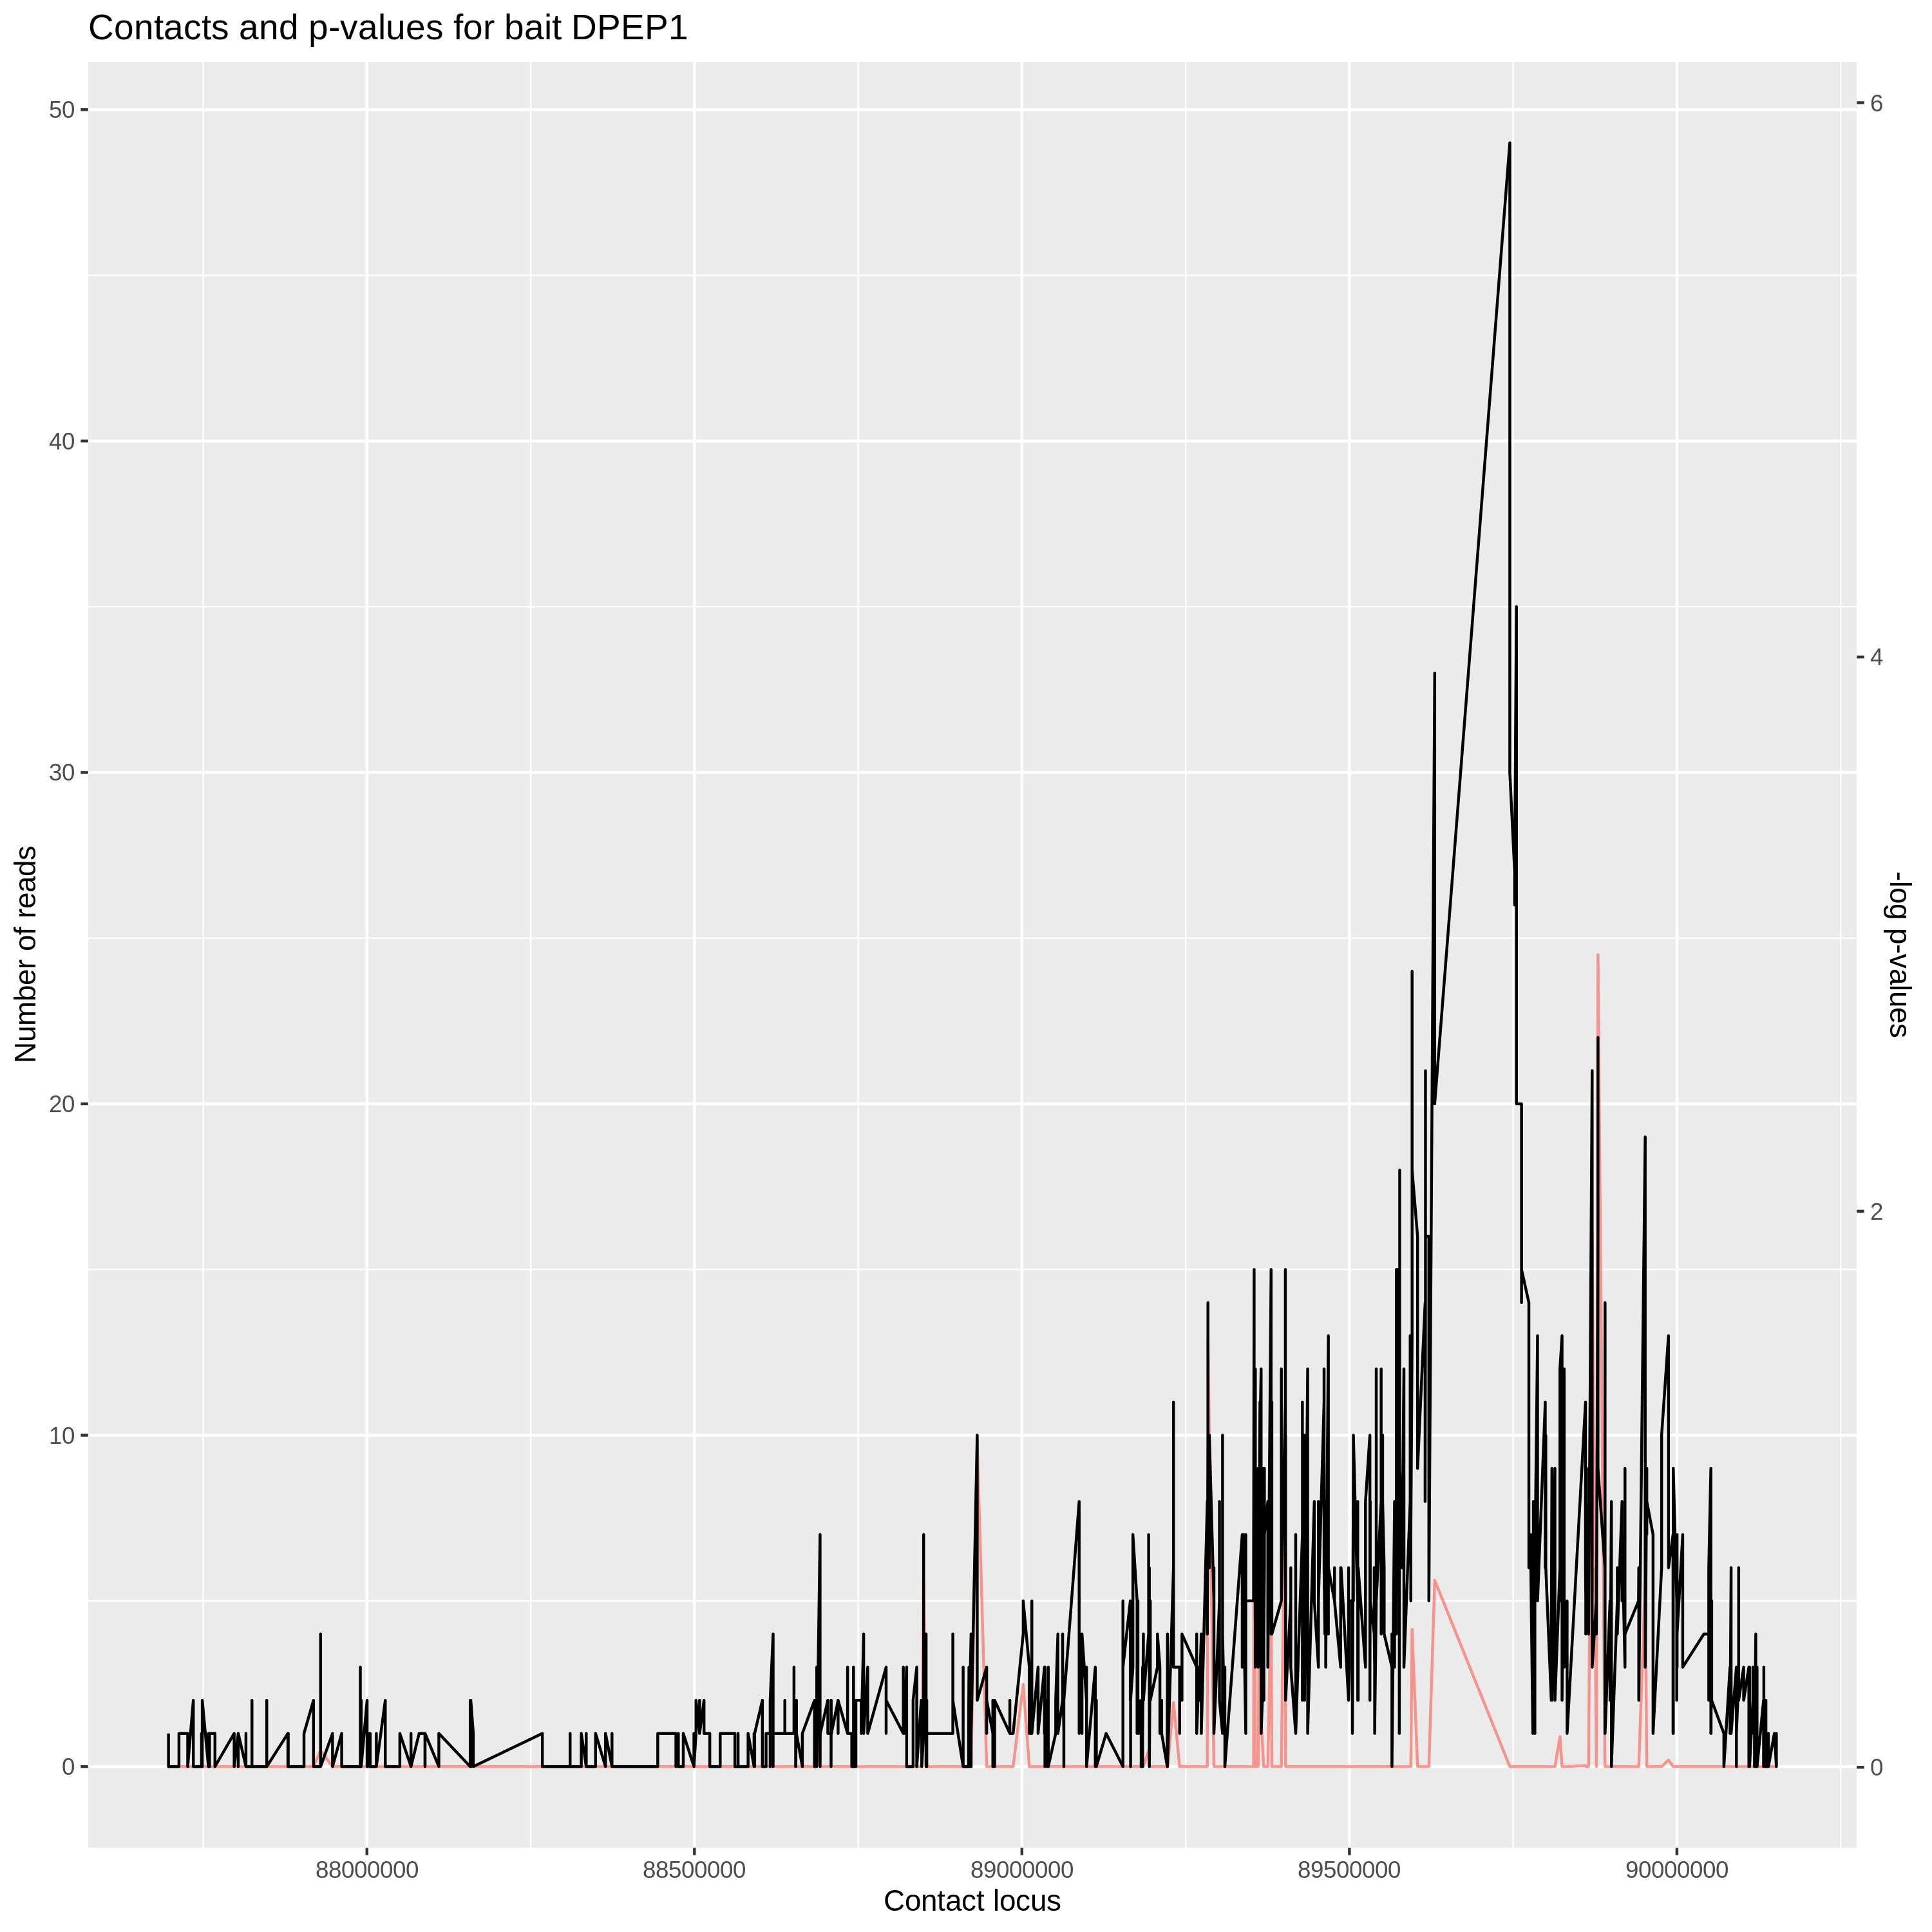 Contacts and p-values for bait DPEP1
50
40
30
20
10
0
Number of reads
6
4
2
0
-log p-values
88000000 88500000 89000000 89500000 90000000
Contact locus